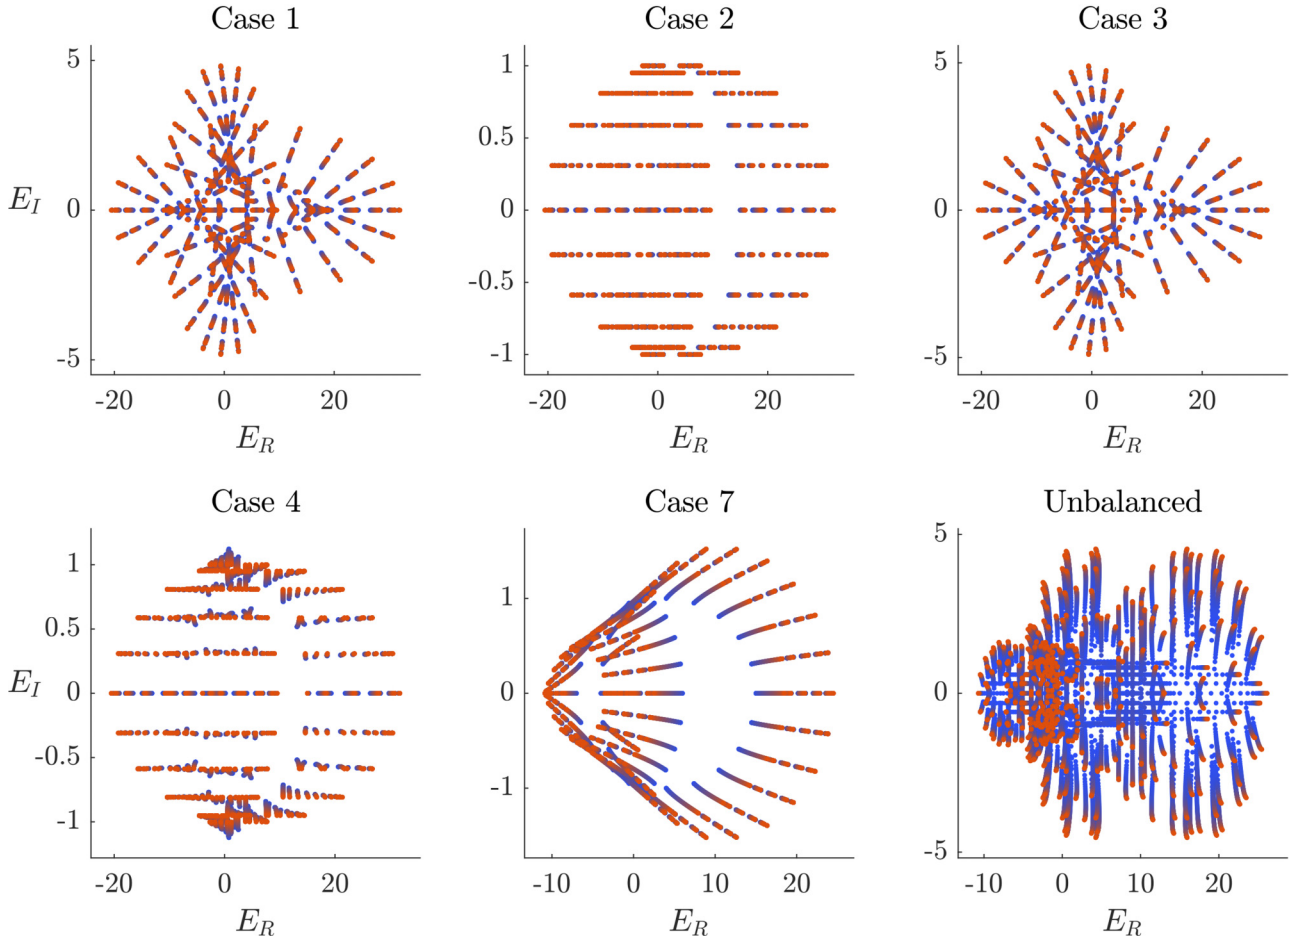 Case 1 Case 2 Case 3
5 1 5
0.5
E_I 0 0 0
-0.5
-5 -1 -5
-20 0 20 -20 0 20 -20 0 20
E_R E_R E_R
Case 4 Case 7 Unbalanced
1 1 5
0.5
E_I 0 0 0
-0.5
-1 -1 -5
-20 0 20 -10 0 10 20 -10 0 10 20
E_R E_R E_R